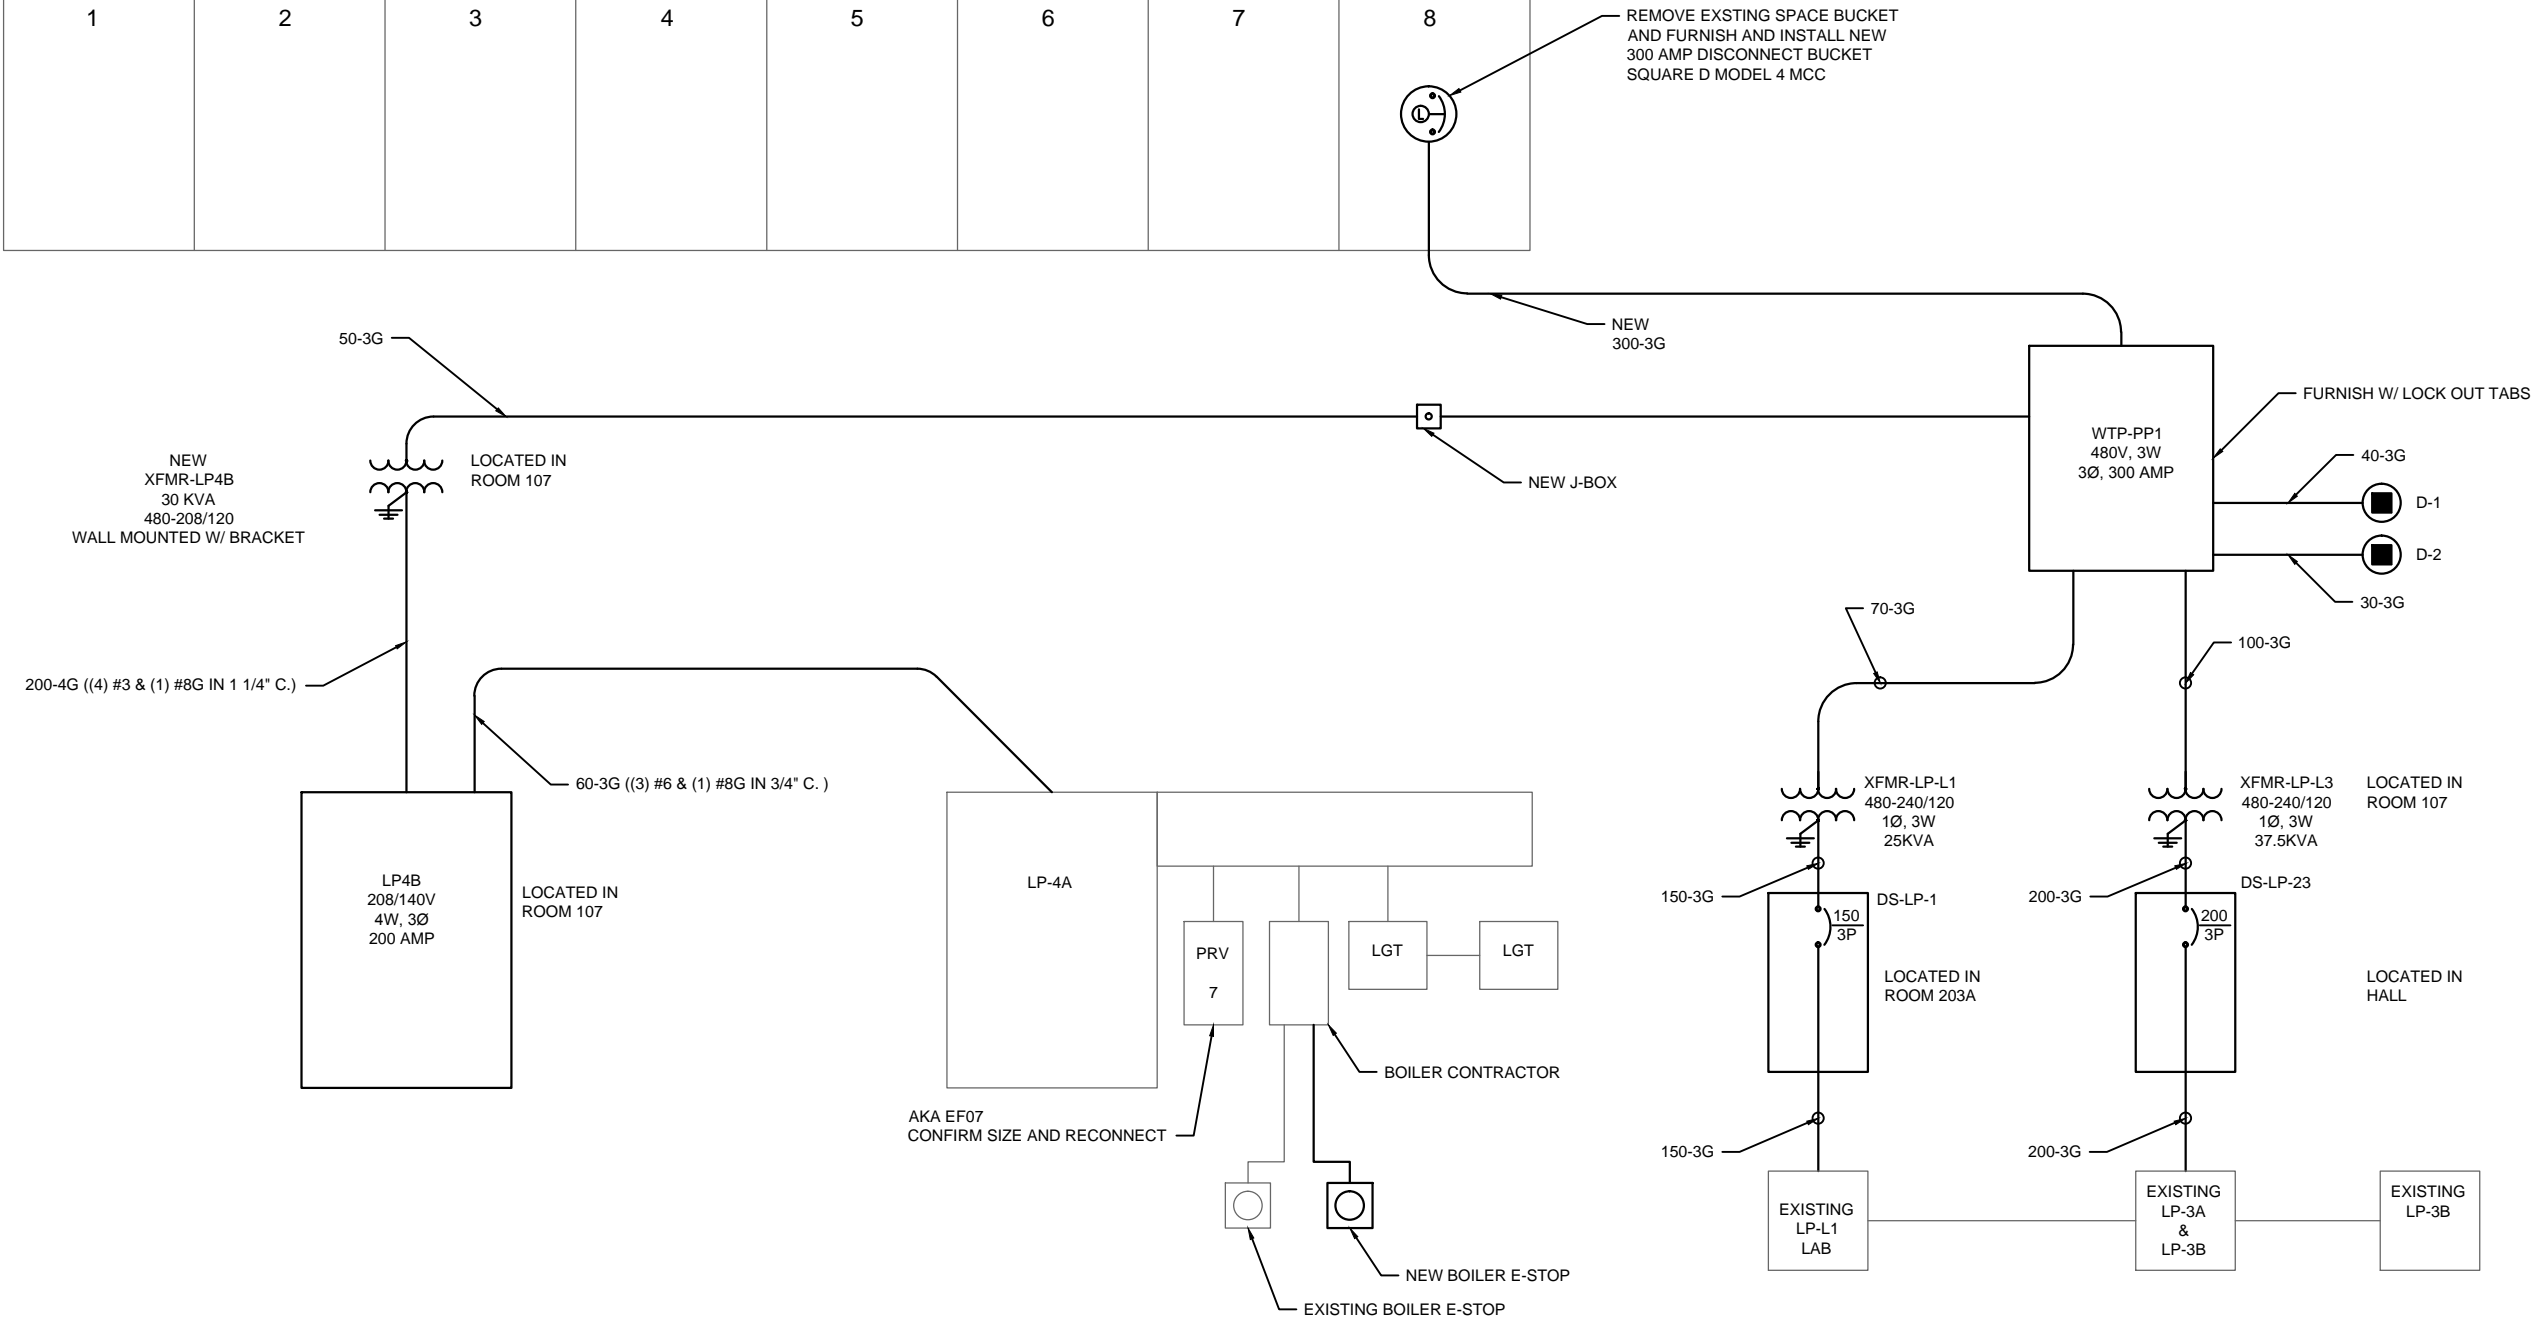 1
2
3
4
5
6
7
8
REMOVE EXSTING SPACE BUCKET
AND FURNISH AND INSTALL NEW
300 AMP DISCONNECT BUCKET
SQUARE D MODEL 4 MCC
L
NEW
300-3G
50-3G
FURNISH W/ LOCK OUT TABS
WTP-PP1
480V, 3W
3Ø, 300 AMP
40-3G
D-1
D-2
30-3G
NEW
XFMR-LP4B
30 KVA
480-208/120
WALL MOUNTED W/ BRACKET
LOCATED IN
ROOM 107
NEW J-BOX
70-3G
100-3G
200-4G ((4) #3 & (1) #8G IN 1 1/4" C.)
60-3G ((3) #6 & (1) #8G IN 3/4" C. )
XFMR-LP-L1
480-240/120
1Ø, 3W
25KVA
XFMR-LP-L3
480-240/120
1Ø, 3W
37.5KVA
LOCATED IN
ROOM 107
LP4B
208/140V
4W, 3Ø
200 AMP
LOCATED IN
ROOM 107
LP-4A
150-3G
DS-LP-1
200-3G
DS-LP-23
150
3P
200
3P
PRV
7
LGT
LGT
LOCATED IN
ROOM 203A
LOCATED IN
HALL
BOILER CONTRACTOR
AKA EF07
CONFIRM SIZE AND RECONNECT
150-3G
200-3G
EXISTING
LP-L1
LAB
EXISTING
LP-3A
&
LP-3B
EXISTING
LP-3B
NEW BOILER E-STOP
EXISTING BOILER E-STOP